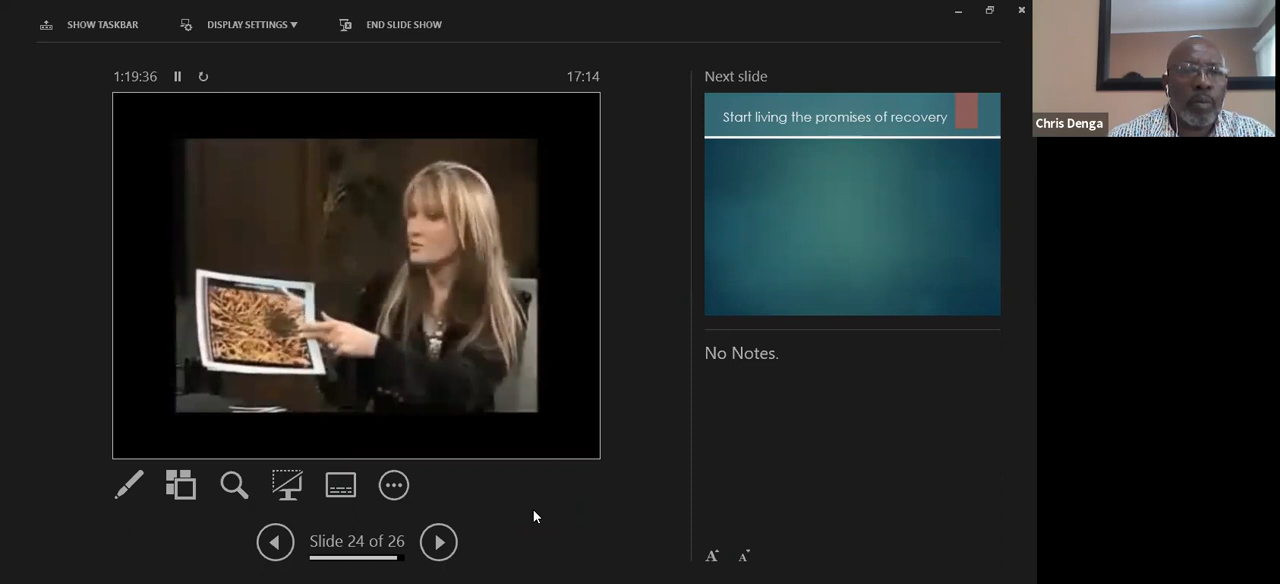 SHOW TASKBAR
DISPLAY SETTINGS
END SLIDE SHOW
1:19:36
17:14
Next slide
Start living the promises of recovery
Chris Denga
No Notes.
Slide 24 of 26
A A